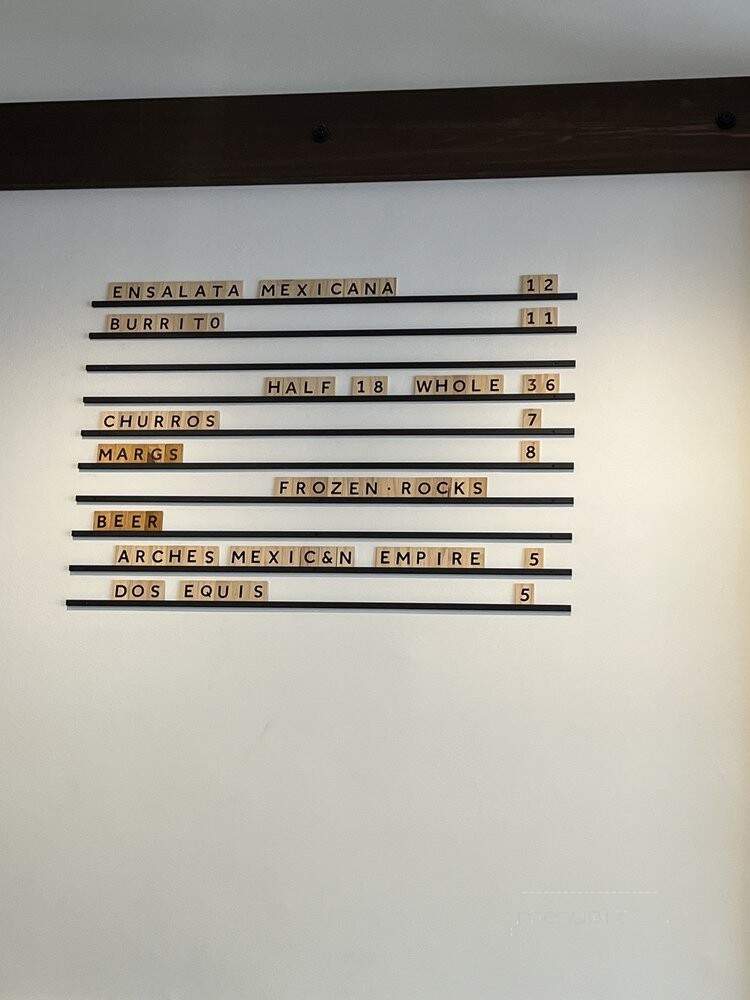 ENSALATA MEXICANA 12
BURRITO 11
HALF 18 WHOLE 36
CHURROS 7
MARGS 8
FROZEN·ROCKS
BEER
ARCHES MEXIC&N EMPIRE 5
DOS EQUIS 5